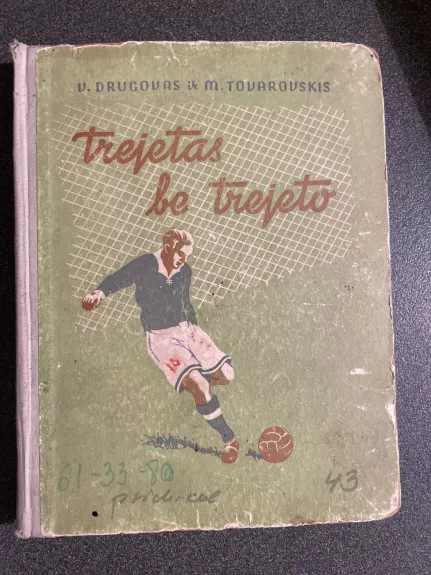 V. DRUGOVAS ir M. TOVAROVSKIS
trejetas
be trejeto
61-33-80
43